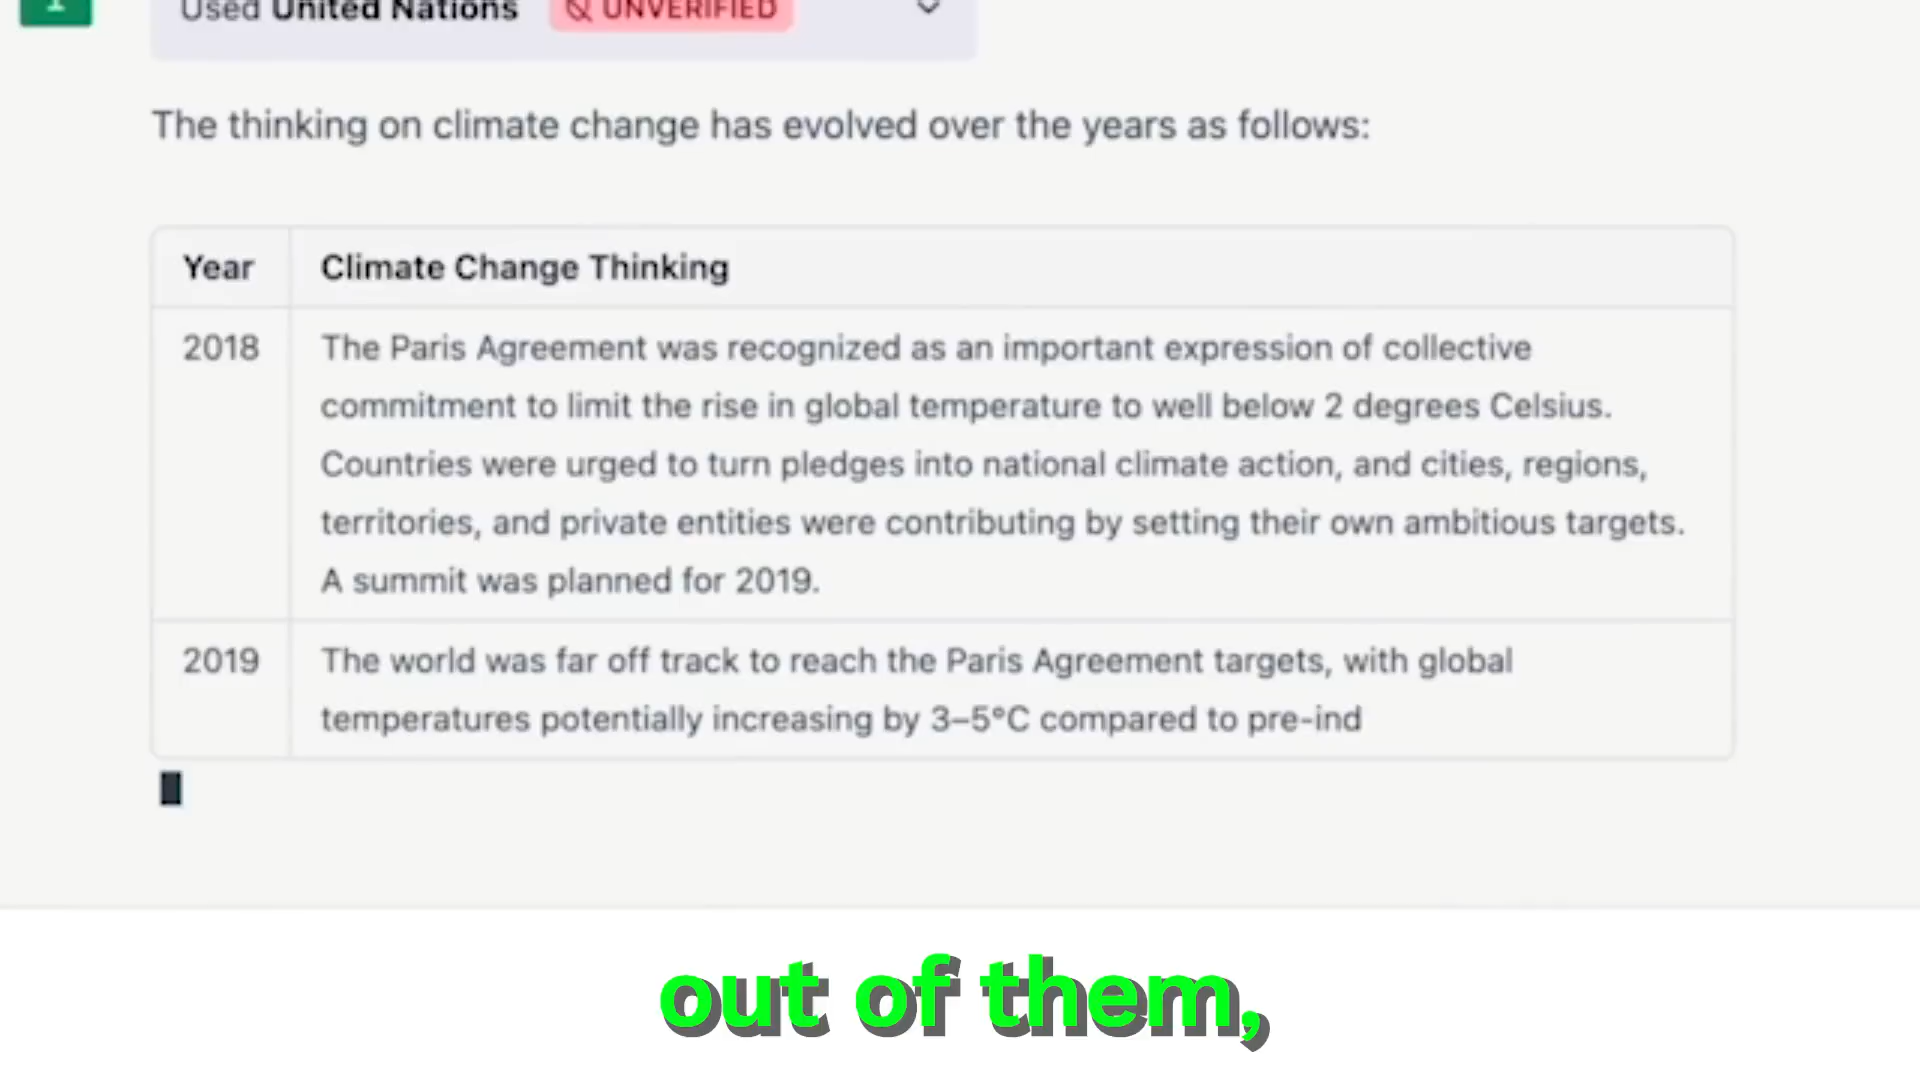 Used United Nations UNVERIFIED
The thinking on climate change has evolved over the years as follows:
Year Climate Change Thinking
2018 The Paris Agreement was recognized as an important expression of collective
commitment to limit the rise in global temperature to well below 2 degrees Celsius.
Countries were urged to turn pledges into national climate action, and cities, regions,
territories, and private entities were contributing by setting their own ambitious targets.
A summit was planned for 2019.
2019 The world was far off track to reach the Paris Agreement targets, with global
temperatures potentially increasing by 3–5°C compared to pre-ind
out of them,